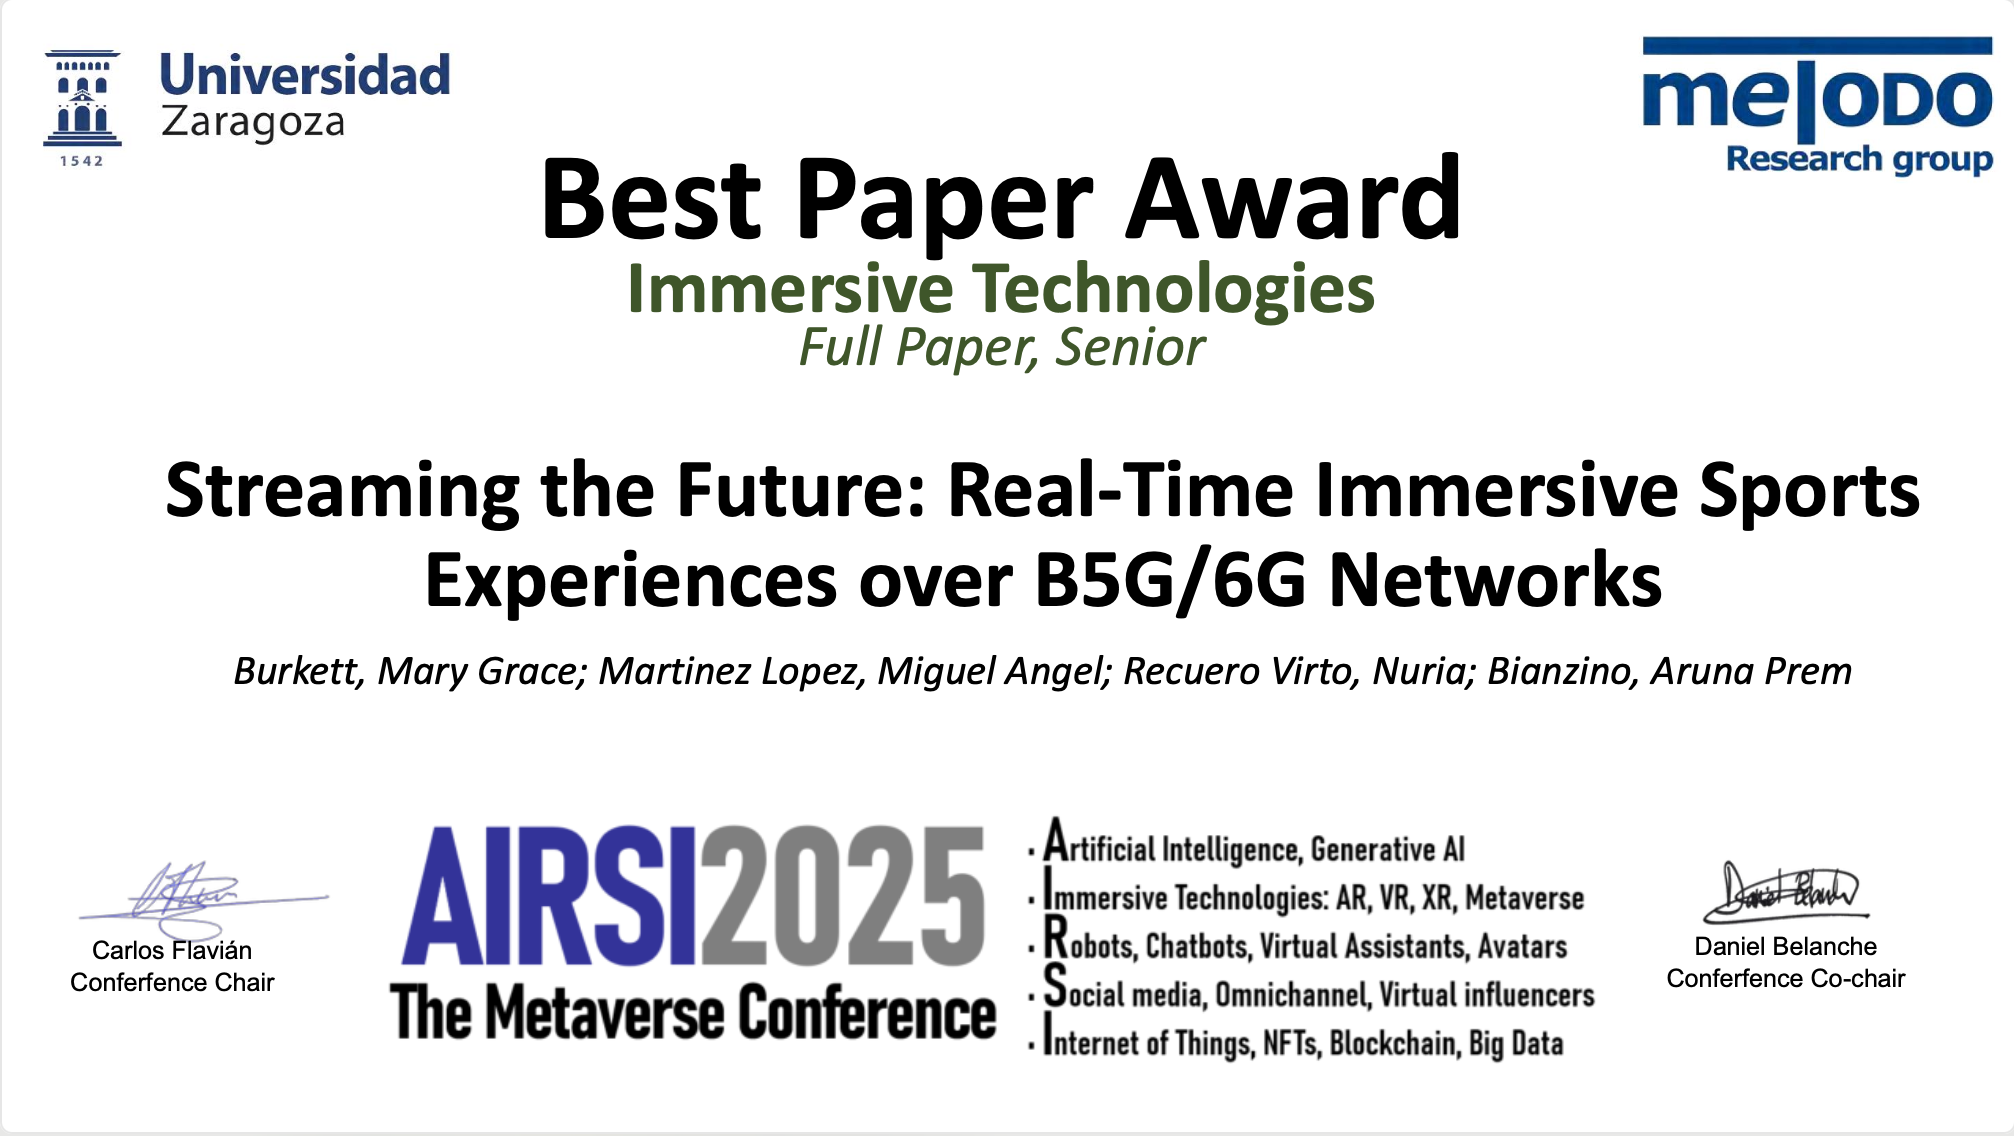 Universidad
Zaragoza
1542
meTODO
Research group
Best Paper Award
Immersive Technologies
Full Paper, Senior
Streaming the Future: Real-Time Immersive Sports
Experiences over B5G/6G Networks
Burkett, Mary Grace; Martinez Lopez, Miguel Angel; Recuero Virto, Nuria; Bianzino, Aruna Prem
Carlos Flavián
Conferfence Chair
AIRSI2025
The Metaverse Conference
· Artificial Intelligence, Generative AI
· Immersive Technologies: AR, VR, XR, Metaverse
· Robots, Chatbots, Virtual Assistants, Avatars
· Social media, Omnichannel, Virtual influencers
· Internet of Things, NFTs, Blockchain, Big Data
Daniel Belanche
Daniel Belanche
Conferfence Co-chair